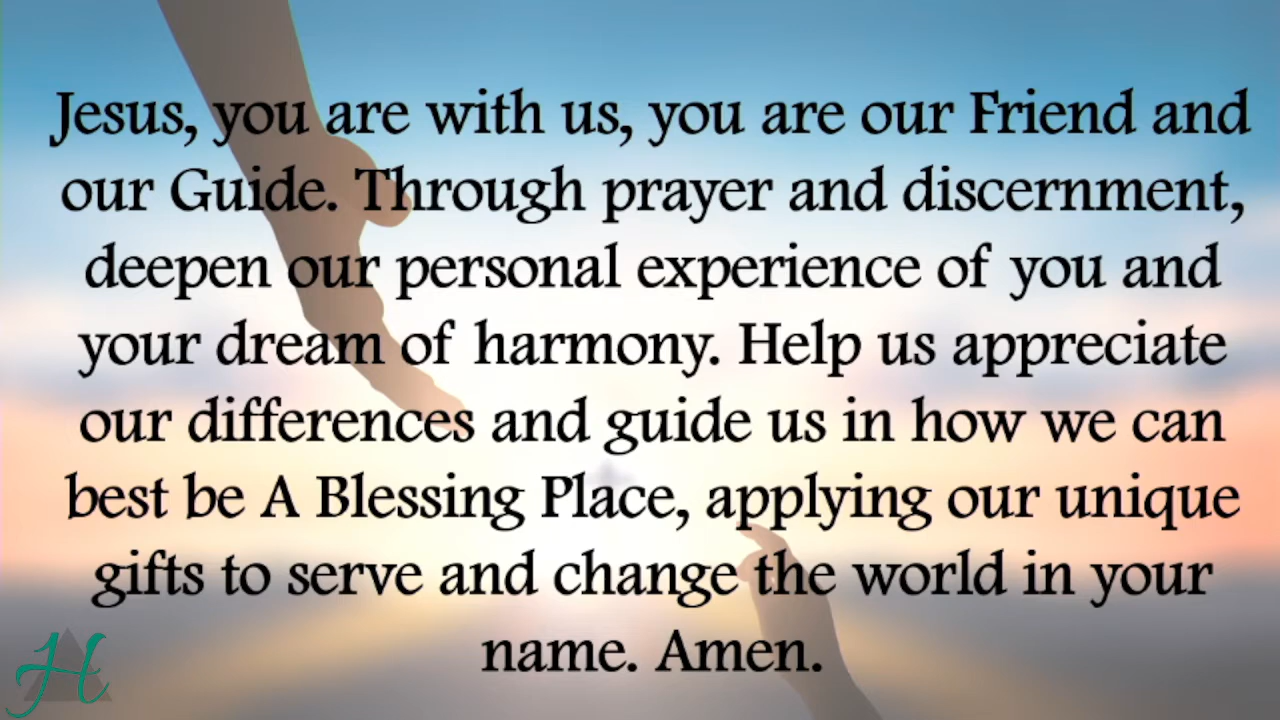 Jesus, you are with us, you are our Friend and
our Guide. Through prayer and discernment,
deepen our personal experience of you and
your dream of harmony. Help us appreciate
our differences and guide us in how we can
best be A Blessing Place, applying our unique
gifts to serve and change the world in your
name. Amen.
H